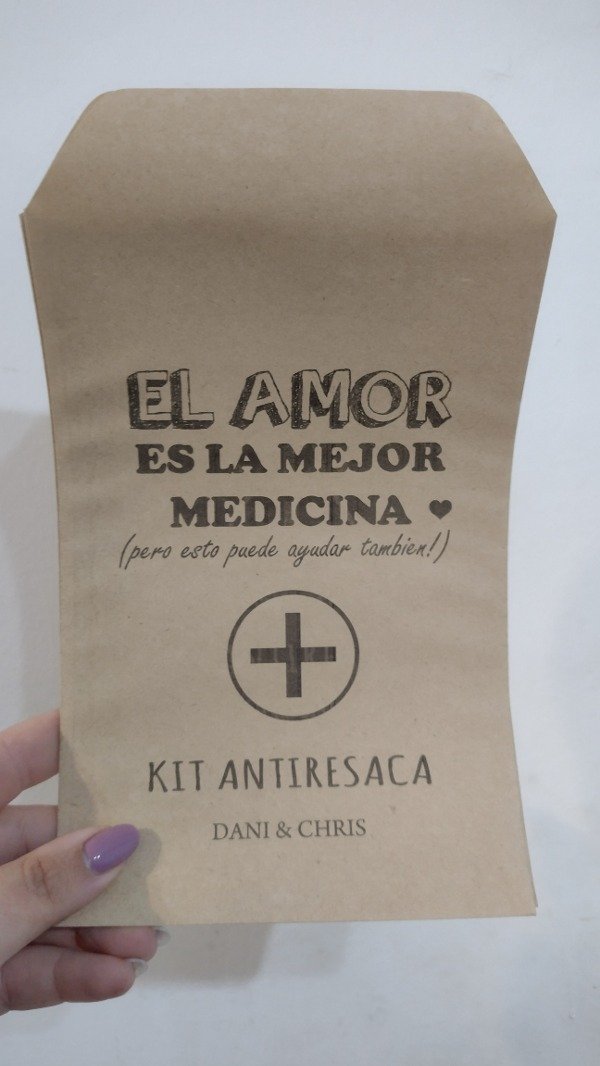 EL AMOR
ES LA MEJOR
MEDICINA ♥
(pero esto puede ayudar tambien!)
KIT ANTIRESACA
DANI & CHRIS